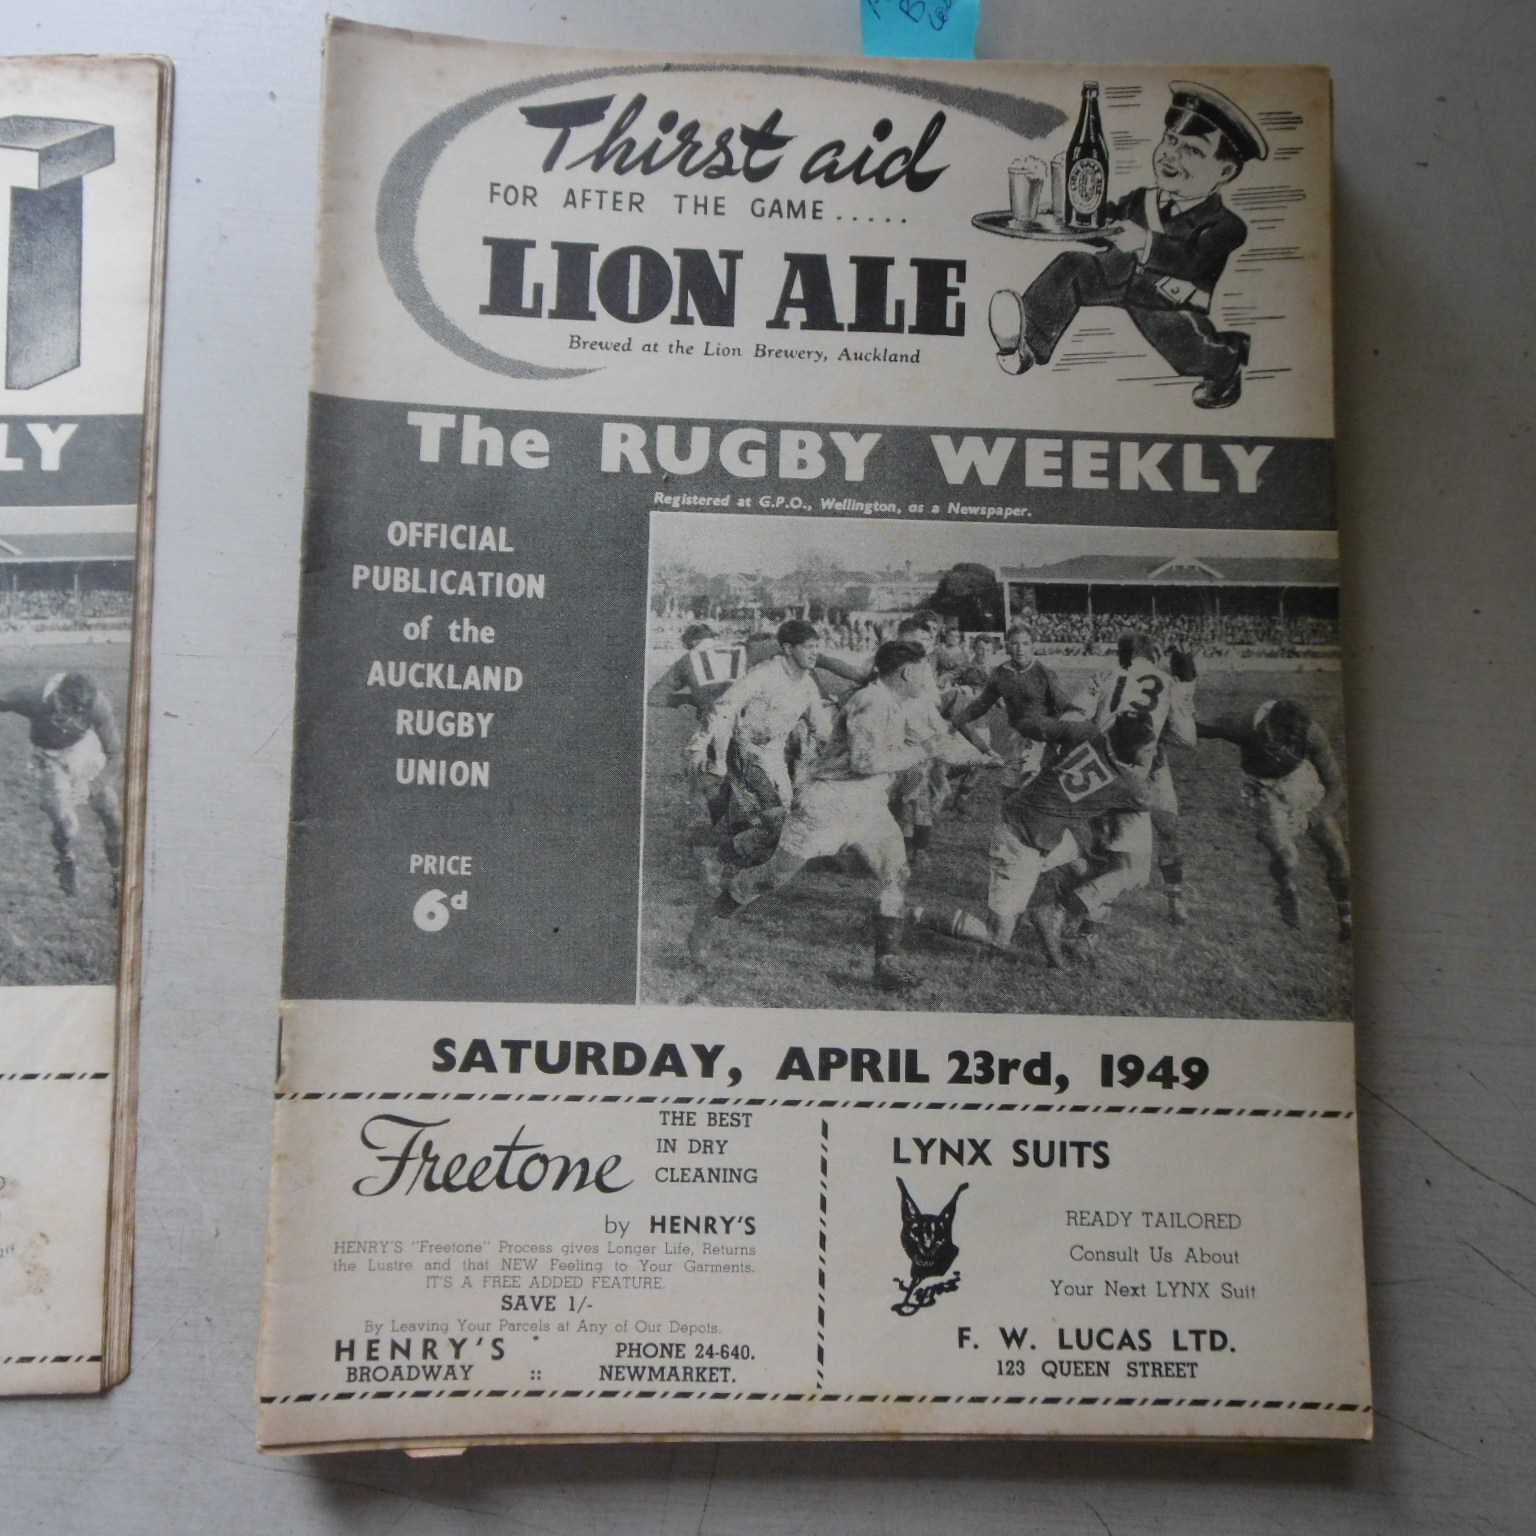 Thirst aid
FOR AFTER THE GAME.....
LION ALE
Brewed at the Lion Brewery, Auckland
The RUGBY WEEKLY
Registered at G.P.O., Wellington, as a Newspaper.
OFFICIAL
PUBLICATION
of the
AUCKLAND
RUGBY
UNION
PRICE
6d
17
13
15
SATURDAY, APRIL 23rd, 1949
Freetone
THE BEST
IN DRY
CLEANING
by HENRY'S
HENRY'S "Freetone" Process gives Longer Life, Returns
the Lustre and that NEW Feeling to Your Garments.
IT'S A FREE ADDED FEATURE.
SAVE 1/-
By Leaving Your Parcels at Any of Our Depots.
HENRY'S PHONE 24-640.
BROADWAY :: NEWMARKET.
LYNX SUITS
Lynx
READY TAILORED
Consult Us About
Your Next LYNX Suit
F. W. LUCAS LTD.
123 QUEEN STREET
T
LY